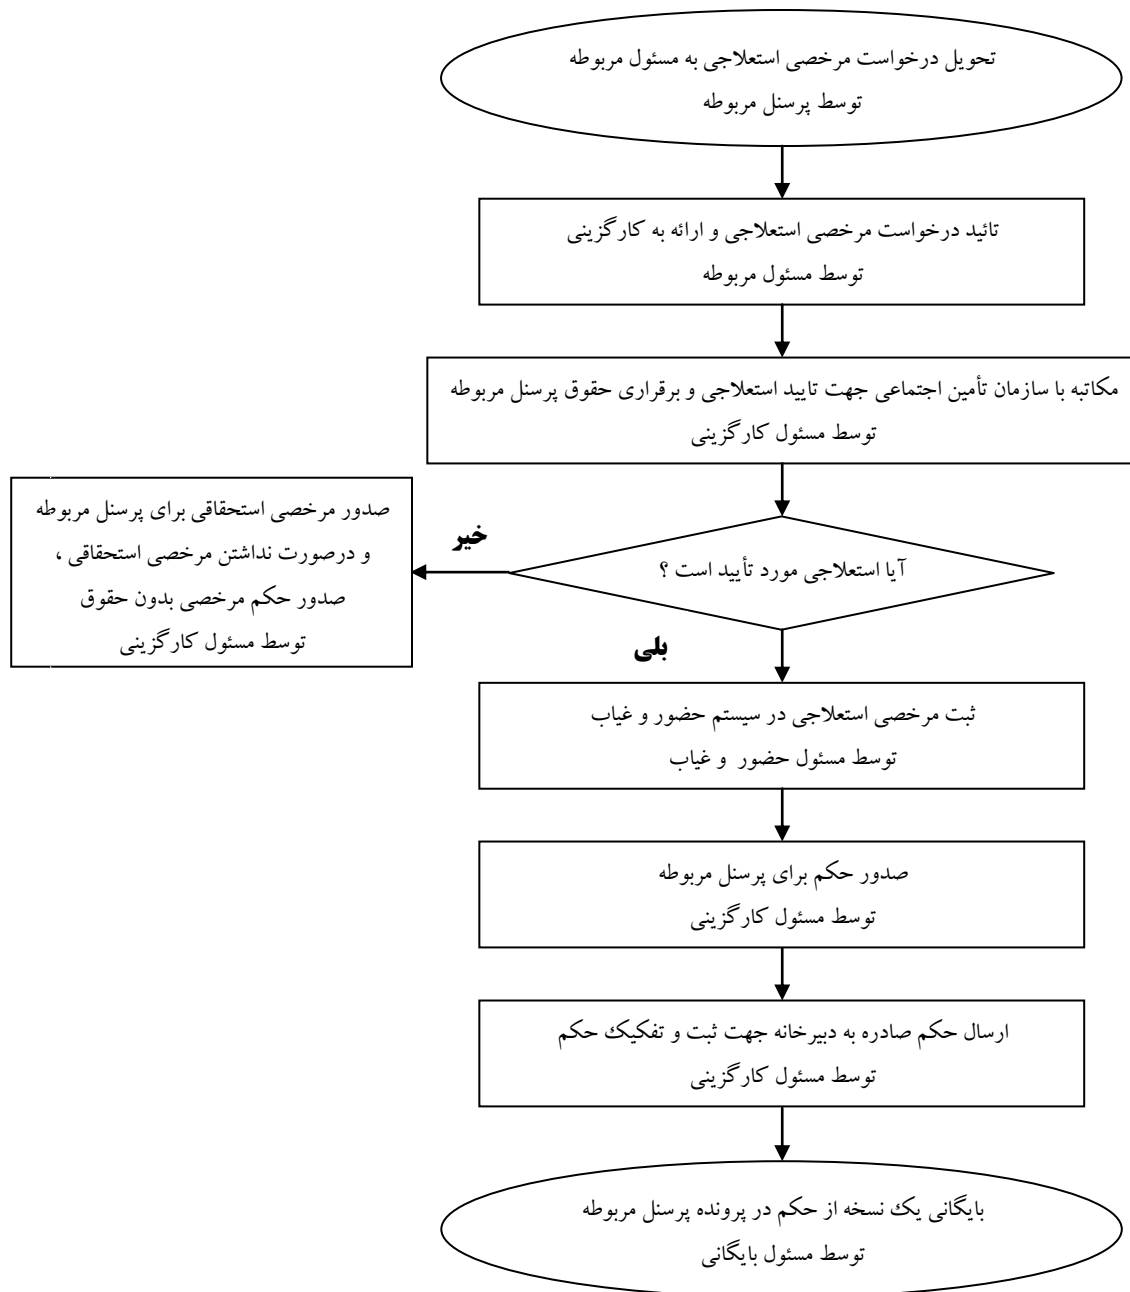 تحویل درخواست مرخصی استعلاجی به مسئول مربوطه
توسط پرسنل مربوطه
تائید درخواست مرخصی استعلاجی و ارائه به کارگزینی
توسط مسئول مربوطه
مکاتبه با سازمان تأمین اجتماعی جهت تایید استعلاجی و برقراری حقوق پرسنل مربوطه
توسط مسئول کارگزینی
آیا استعلاجی مورد تأیید است ؟
خیر
صدور مرخصی استحقاقی برای پرسنل مربوطه
و درصورت نداشتن مرخصی استحقاقی ،
صدور حکم مرخصی بدون حقوق
توسط مسئول کارگزینی
بلی
ثبت مرخصی استعلاجی در سیستم حضور و غیاب
توسط مسئول حضور و غیاب
صدور حکم برای پرسنل مربوطه
توسط مسئول کارگزینی
ارسال حکم صادره به دبیرخانه جهت ثبت و تفکیک حکم
توسط مسئول کارگزینی
بایگانی یک نسخه از حکم در پرونده پرسنل مربوطه
توسط مسئول بایگانی